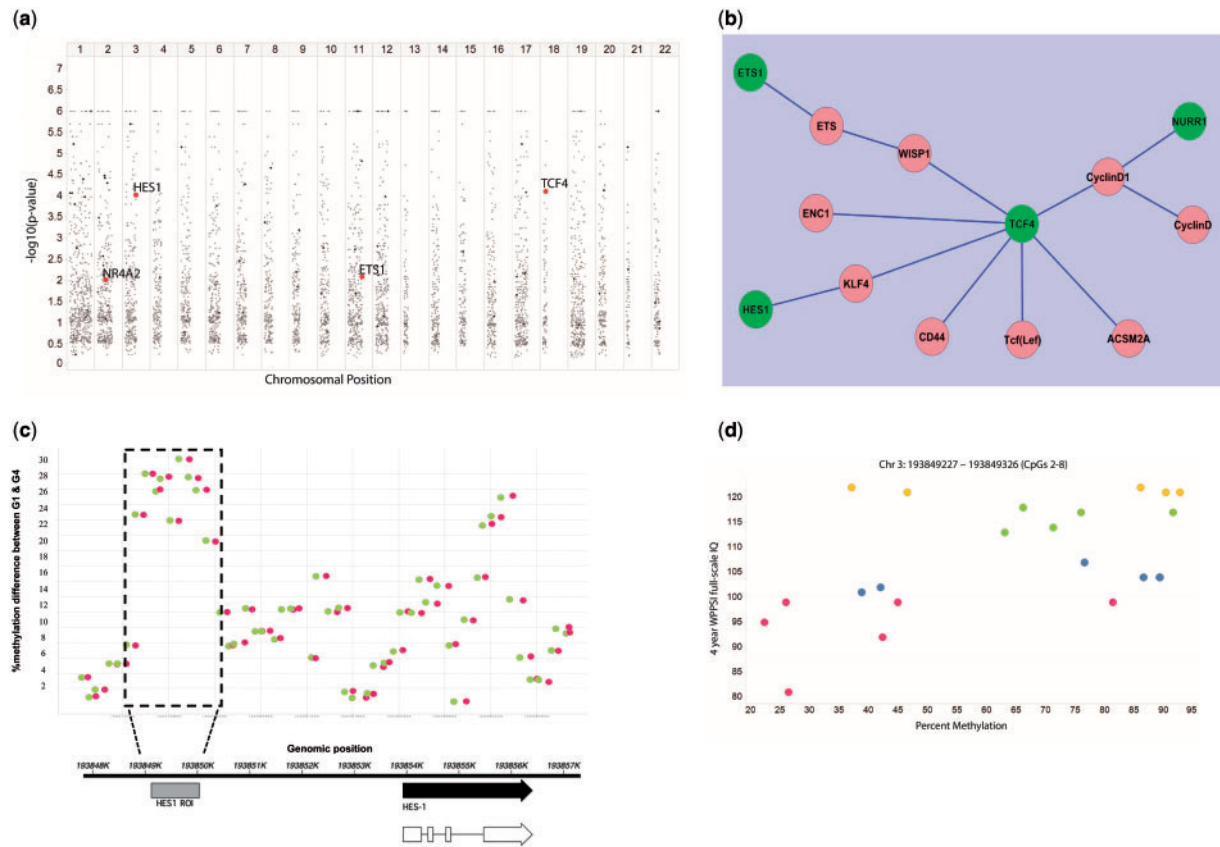 (a)
1 2 3 4 5 6 7 8 9 10 11 12 13 14 15 16 17 18 19 20 21 22
7
6.5
6
5.5
5
4.5
4
3.5
3
2.5
2
1.5
1
0.5
0
-log10(p-value)
HES1
TCF4
NR4A2
ETS1
Chromosomal Position
(b)
ETS1
NURR1
ETS
WISP1
CyclinD1
ENC1
TCF4
CyclinD
KLF4
HES1
CD44
Tcf(Lef)
ACSM2A
(c)
30
28
26
24
22
20
18
16
14
12
10
8
6
4
2
%methylation difference between G1 & G4
Genomic position
193848K 193849K 193850K 193851K 193852K 193853K 193854K 193855K 193856K 193857K
HES1 ROI
HES-1
(d)
Chr 3: 193849227 – 193849326 (CpGs 2-8)
120
115
110
105
100
95
90
85
80
4 year WPPSI full-scale IQ
20 25 30 35 40 45 50 55 60 65 70 75 80 85 90 95
Percent Methylation